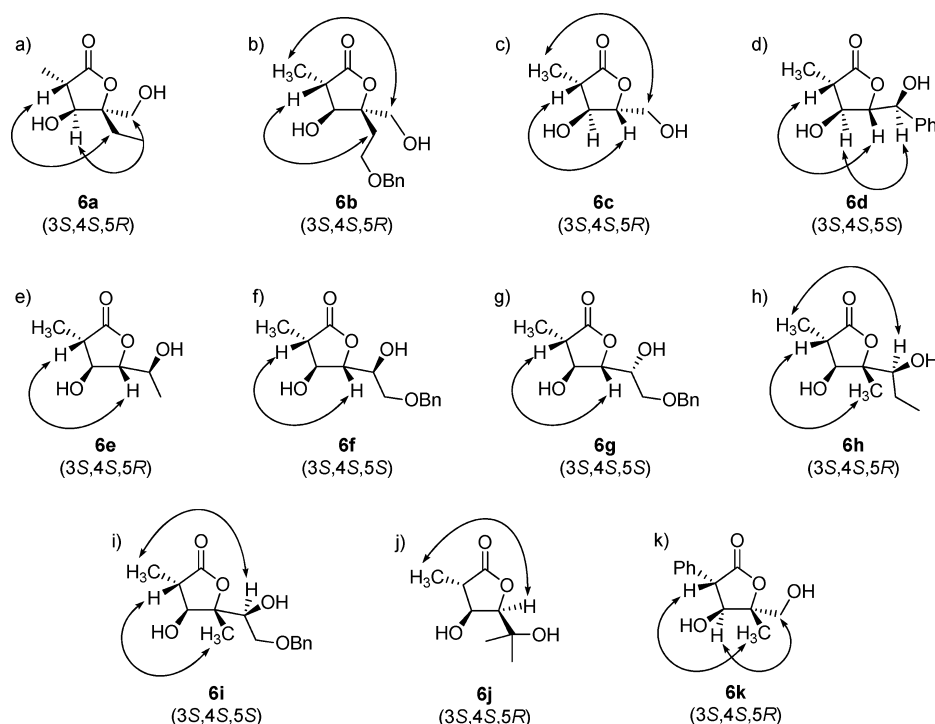 a) b) c) d)
O O O O
H₃C H₃C H₃C
O O O O
OH OH
H H H H
HO HO HO HO Ph
H OH H H OH H H H
OBn
6a 6b 6c 6d
(3S,4S,5R) (3S,4S,5R) (3S,4S,5R) (3S,4S,5S)
e) f) g) h)
O O O O
H₃C H₃C H₃C H₃C
O O O O H
H OH H OH H OH H OH
HO HO HO HO
H H OBn H OBn H₃C
6e 6f 6g 6h
(3S,4S,5R) (3S,4S,5S) (3S,4S,5S) (3S,4S,5R)
i) j) k)
O O O
H₃C H₃C Ph
O H O O
H OH H H OH
HO HO HO
H₃C OBn OH H H₃C
6i 6j 6k
(3S,4S,5S) (3S,4S,5R) (3S,4S,5R)